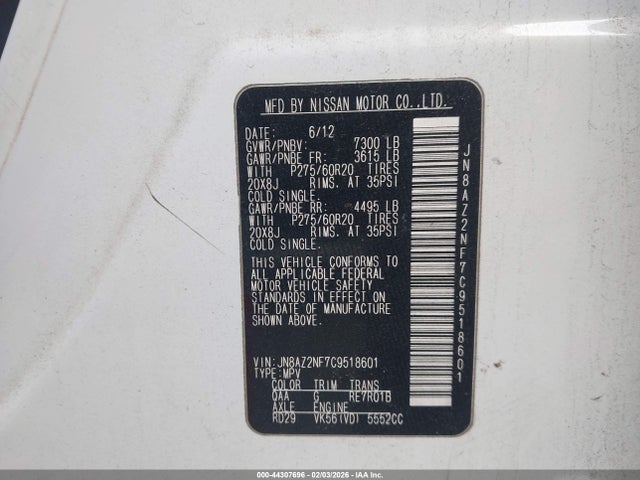 MFD BY NISSAN MOTOR CO.,LTD.
DATE: 6/12
GVWR/PNBV: 7300 LB
GAWR/PNBE FR: 3615 LB
WITH P275/60R20 TIRES
20X8J RIMS. AT 35PSI
COLD SINGLE.
GAWR/PNBE RR: 4495 LB
WITH P275/60R20 TIRES
20X8J RIMS. AT 35PSI
COLD SINGLE.
THIS VEHICLE CONFORMS TO
ALL APPLICABLE FEDERAL
MOTOR VEHICLE SAFETY
STANDARDS IN EFFECT ON
THE DATE OF MANUFACTURE
SHOWN ABOVE.
VIN: JN8AZ2NF7C9518601
TYPE: MPV
COLOR TRIM TRANS
QAA G RE7R01B
AXLE ENGINE
RD29 VK56(VD) 5552CC
JN8AZ2NF7C9518601
000-44307696 - 02/03/2026 - IAAI.com